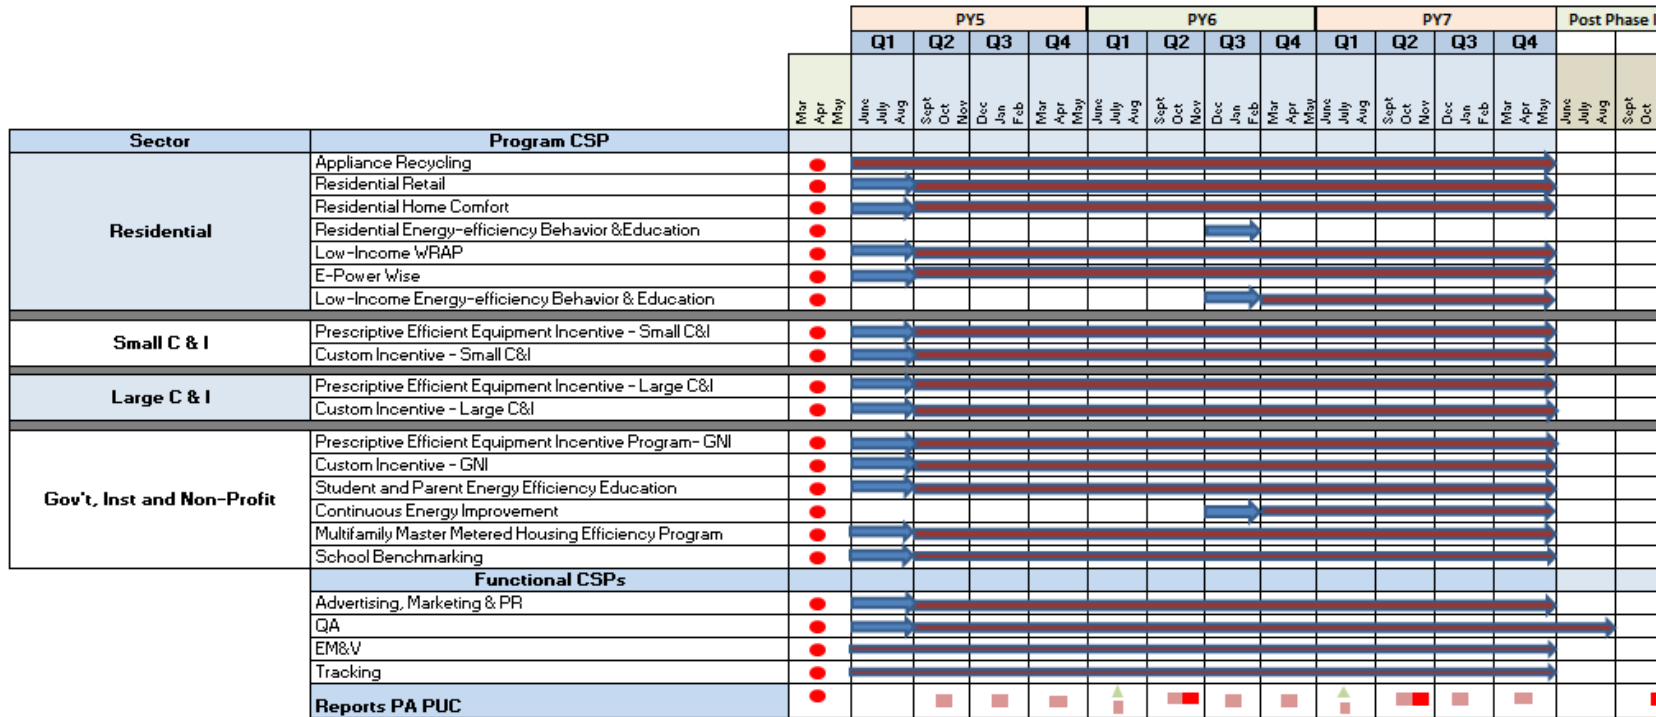 PY5 PY6 PY7 Post Phase I
Q1 Q2 Q3 Q4 Q1 Q2 Q3 Q4 Q1 Q2 Q3 Q4
Mar Apr May June July Aug Sept Oct Nov Dec Jan Feb Mar Apr May June July Aug Sept Oct Nov Dec Jan Feb Mar Apr May June July Aug Sept Oct Nov Dec Jan Feb Mar Apr May June July Aug Sept Oct
Sector Program CSP
Appliance Recycling
Residential Retail
Residential Home Comfort
Residential Residential Energy-efficiency Behavior &Education
Low-Income WRAP
E-Power Wise
Low-Income Energy-efficiency Behavior & Education
Small C & I Prescriptive Efficient Equipment Incentive - Small C&I
Custom Incentive - Small C&I
Large C & I Prescriptive Efficient Equipment Incentive - Large C&I
Custom Incentive - Large C&I
Prescriptive Efficient Equipment Incentive Program- GNI
Custom Incentive - GNI
Student and Parent Energy Efficiency Education
Gov't, Inst and Non-Profit Continuous Energy Improvement
Multifamily Master Metered Housing Efficiency Program
School Benchmarking
Functional CSPs
Advertising, Marketing & PR
QA
EM&V
Tracking
Reports PA PUC